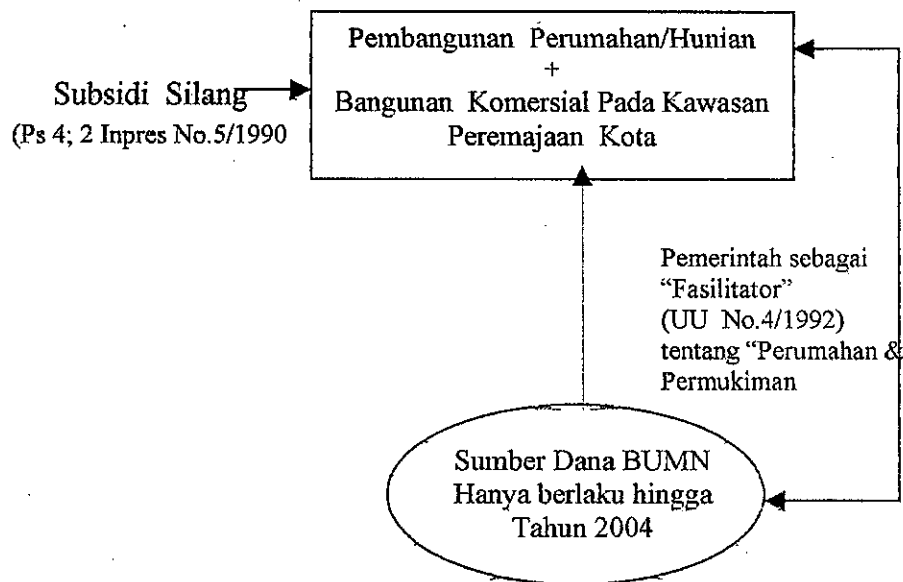 Pembangunan Perumahan/Hunian
+
Bangunan Komersial Pada Kawasan
Peremajaan Kota
Subsidi Silang
(Ps 4; 2 Inpres No.5/1990
Pemerintah sebagai
“Fasilitator”
(UU No.4/1992)
tentang “Perumahan &
Permukiman
Sumber Dana BUMN
Hanya berlaku hingga
Tahun 2004